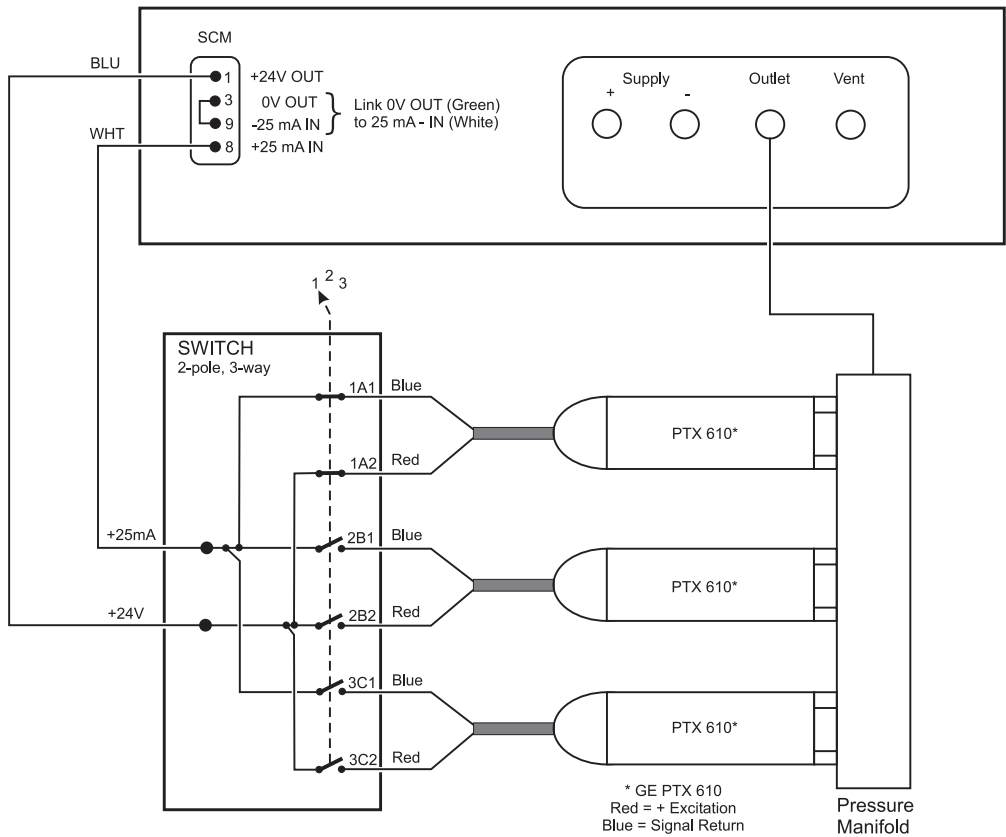 SCM
BLU
1 +24V OUT
3 0V OUT
9 -25 mA IN
Link 0V OUT (Green)
to 25 mA - IN (White)
WHT
8 +25 mA IN
Supply
+ -
Outlet
Vent
1 2 3
SWITCH
2-pole, 3-way
1A1 Blue
1A2 Red
PTX 610*
+25mA
2B1 Blue
+24V
2B2 Red
PTX 610*
3C1 Blue
3C2 Red
PTX 610*
* GE PTX 610
Red = + Excitation
Blue = Signal Return
Pressure
Manifold